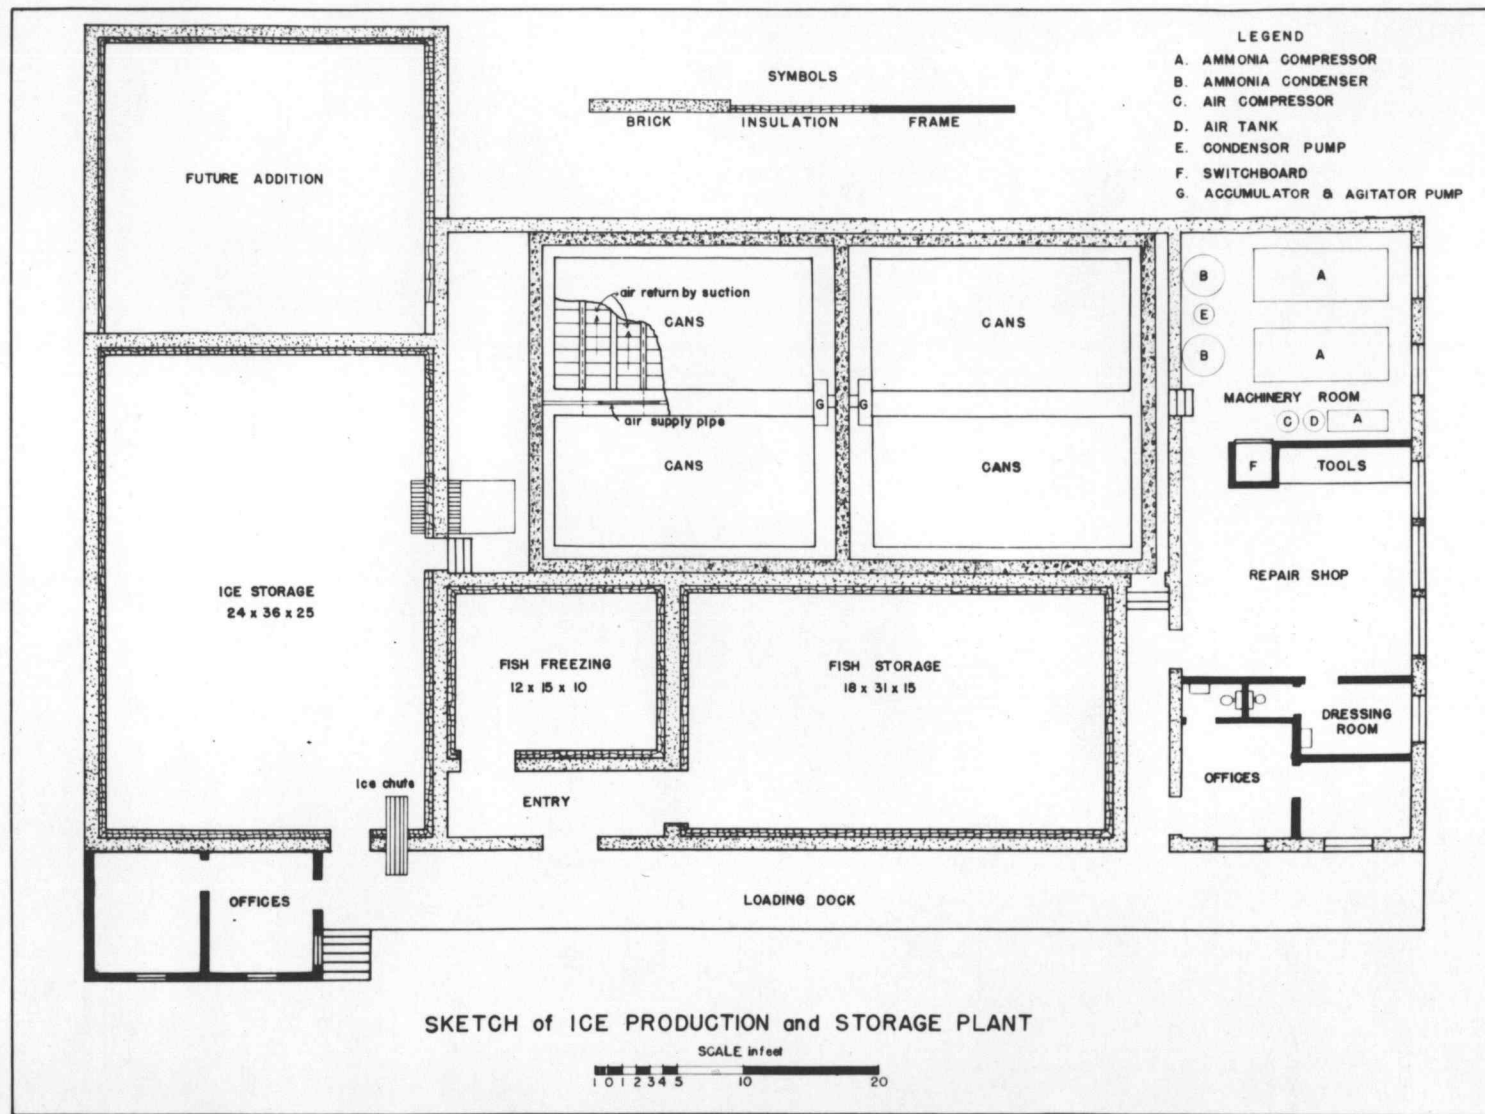 LEGEND
A. AMMONIA COMPRESSOR
B. AMMONIA CONDENSER
C. AIR COMPRESSOR
D. AIR TANK
E. CONDENSOR PUMP
F. SWITCHBOARD
G. ACCUMULATOR & AGITATOR PUMP
SYMBOLS
BRICK INSULATION FRAME
FUTURE ADDITION
air return by suction
CANS
CANS
B
A
E
B
A
MACHINERY ROOM
G G
air supply pipe
C D A
CANS
CANS
F
TOOLS
ICE STORAGE
24 x 36 x 25
REPAIR SHOP
FISH FREEZING
12 x 15 x 10
FISH STORAGE
18 x 31 x 15
DRESSING
ROOM
Ice chute
ENTRY
OFFICES
OFFICES
LOADING DOCK
SKETCH of ICE PRODUCTION and STORAGE PLANT
SCALE in feet
1 0 1 2 3 4 5 10 20